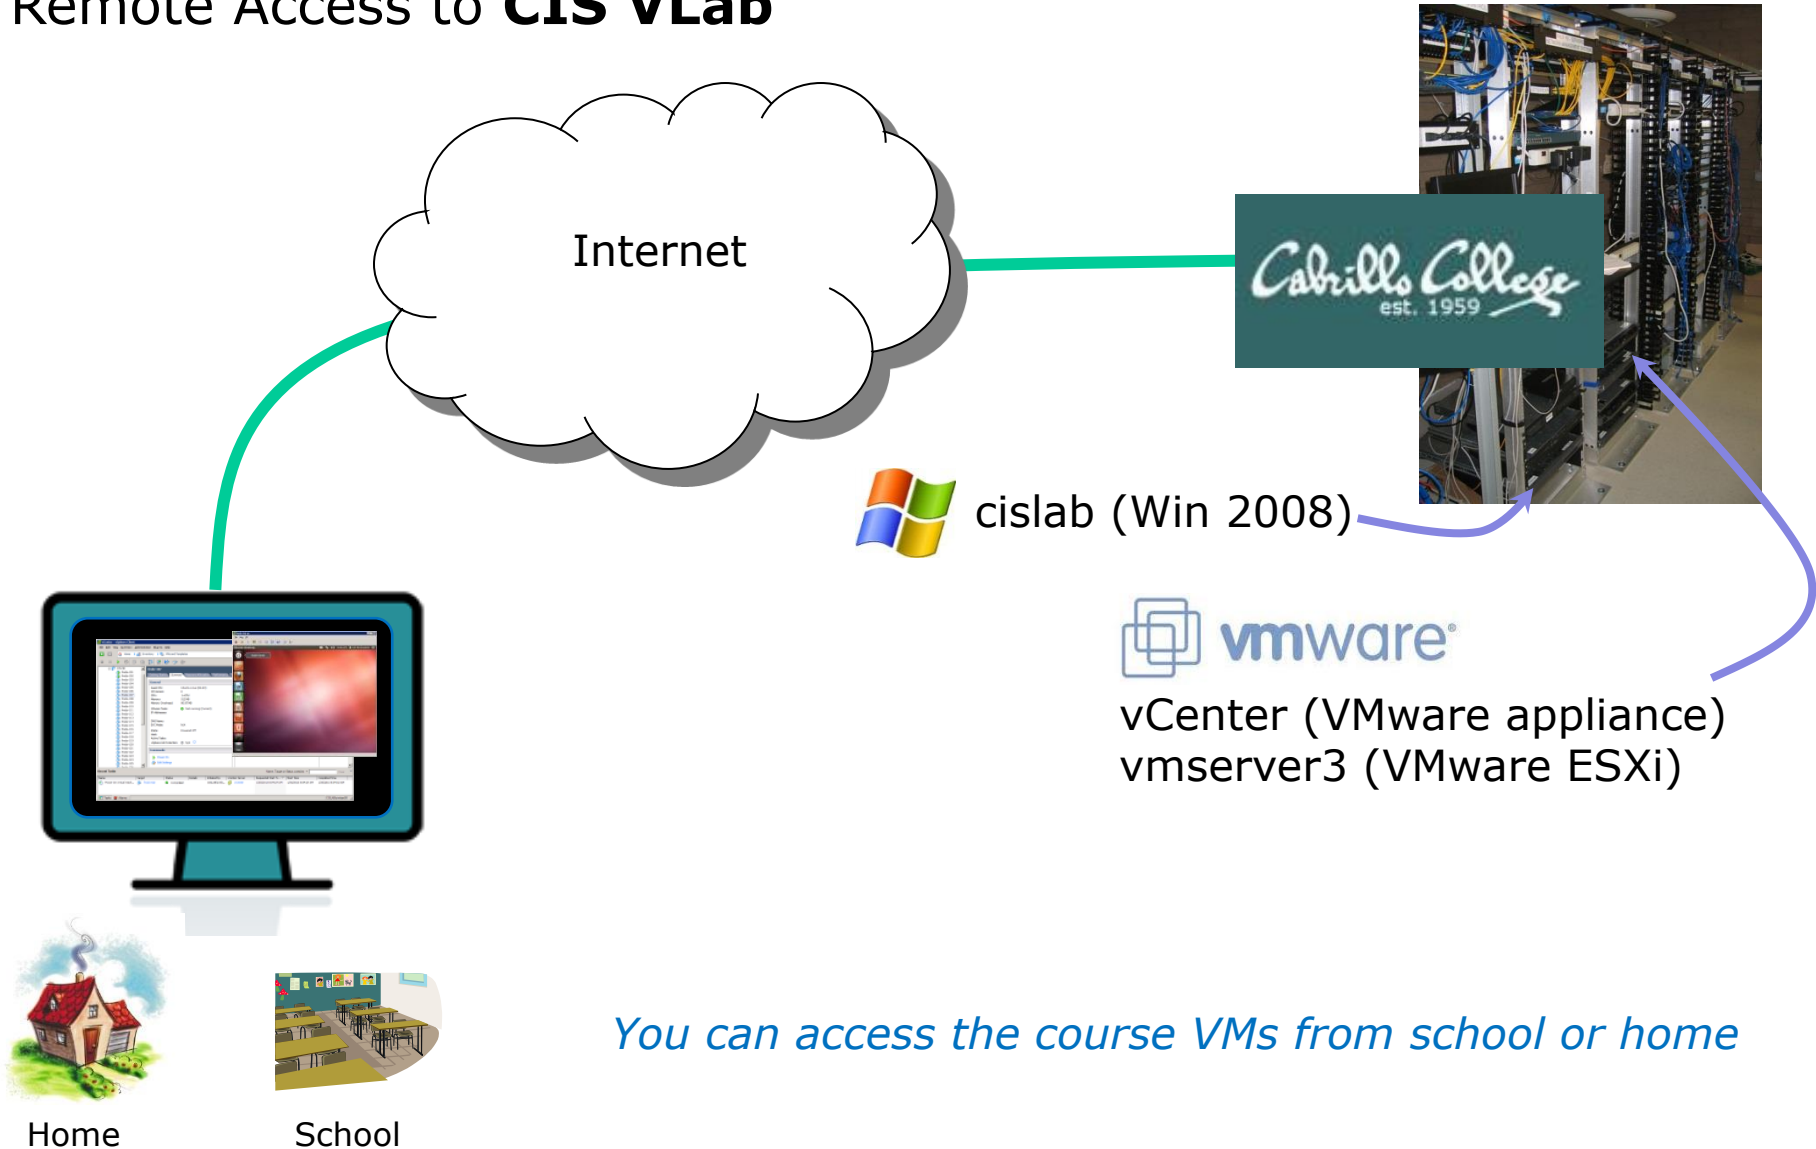 Remote Access to CIS VLab
Internet
Cabrillo College
est. 1959
cislab (Win 2008)
vmware®
vCenter (VMware appliance)
vmserver3 (VMware ESXi)
You can access the course VMs from school or home
Home
School